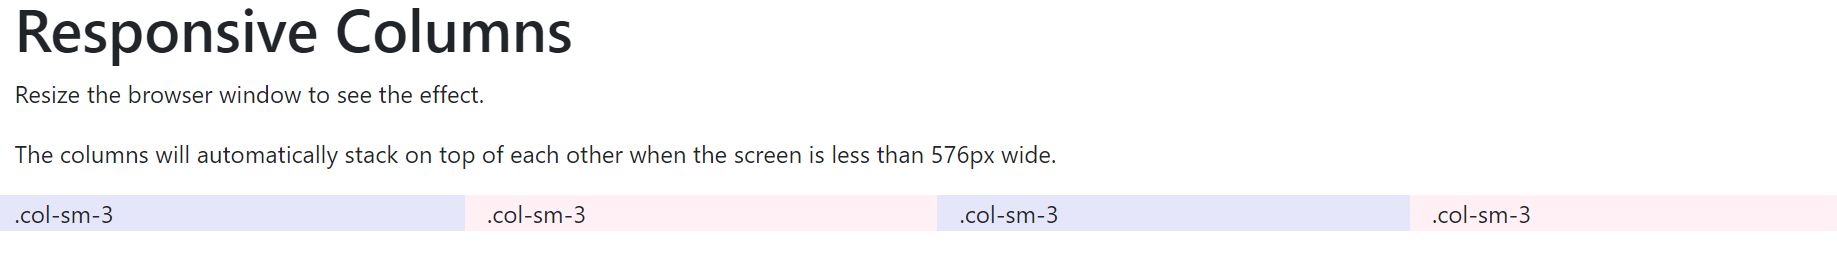 Responsive Columns
Resize the browser window to see the effect.
The columns will automatically stack on top of each other when the screen is less than 576px wide.
.col-sm-3 .col-sm-3 .col-sm-3 .col-sm-3